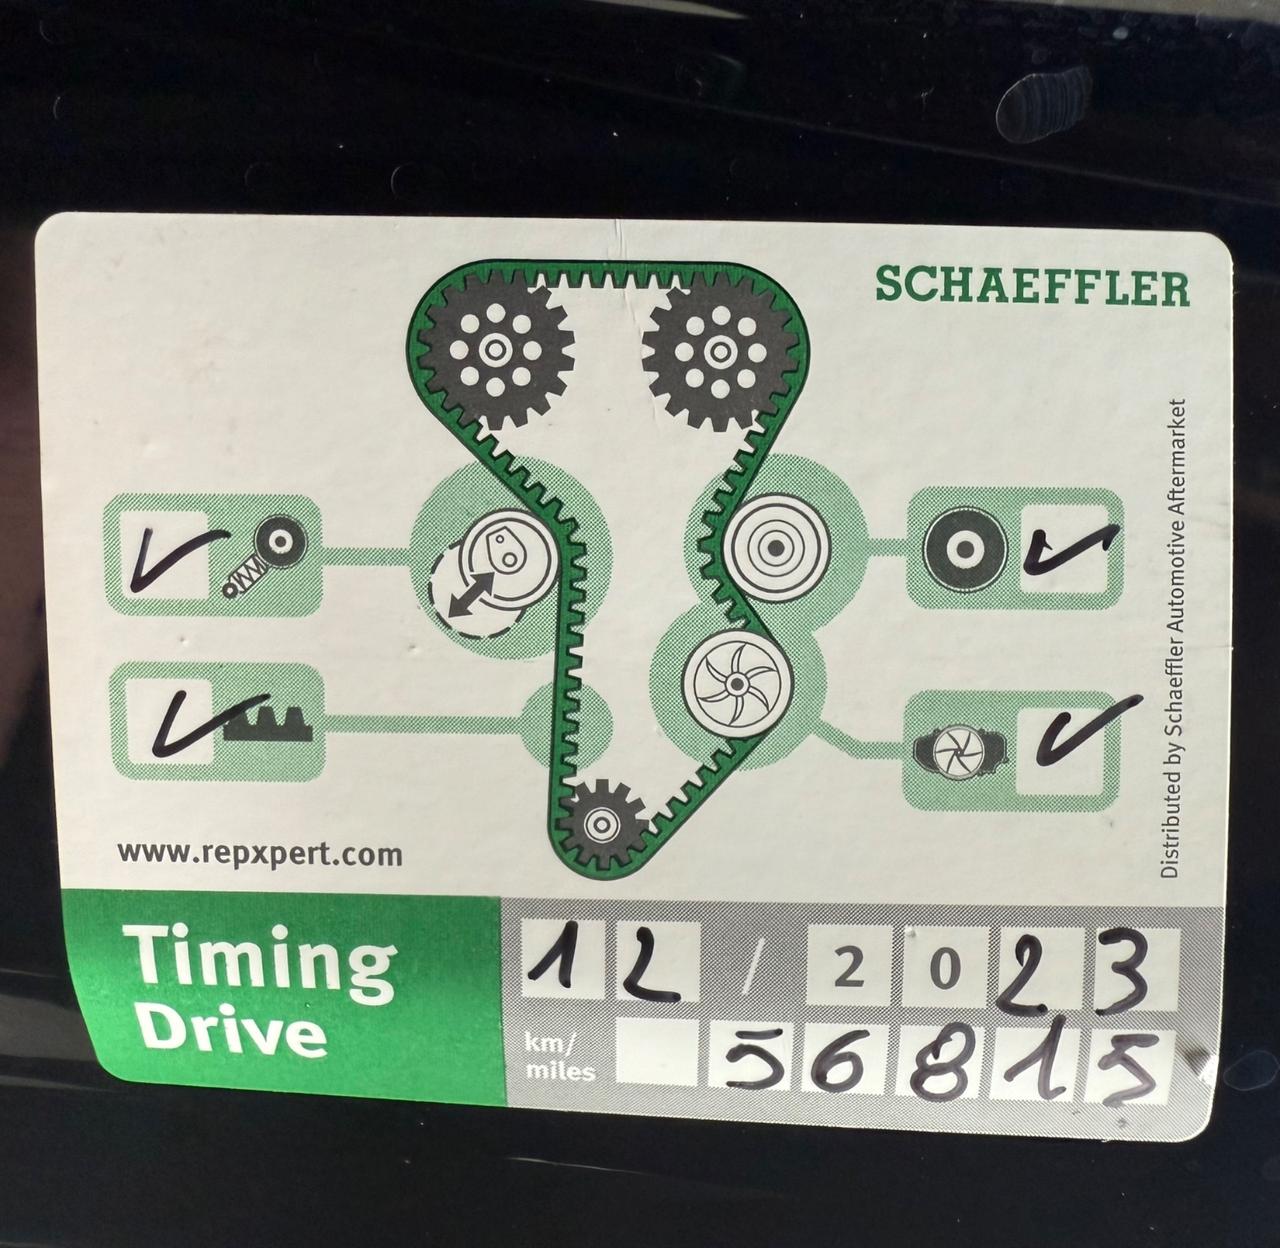 SCHAEFFLER
Distributed by Schaeffler Automotive Aftermarket
www.repxpert.com
Timing
Drive
12 / 2023
km/
miles
56815